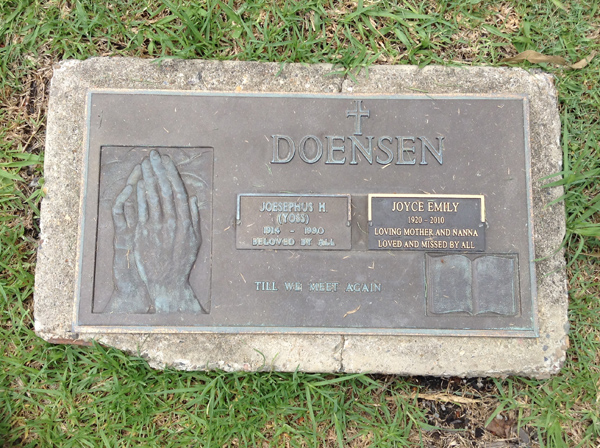 DOENSEN
JOESEPHUS H.
(YOSS)
1914 - 1990
BELOVED BY ALL
JOYCE EMILY
1920 - 2010
LOVING MOTHER AND NANNA
LOVED AND MISSED BY ALL
TILL WE MEET AGAIN